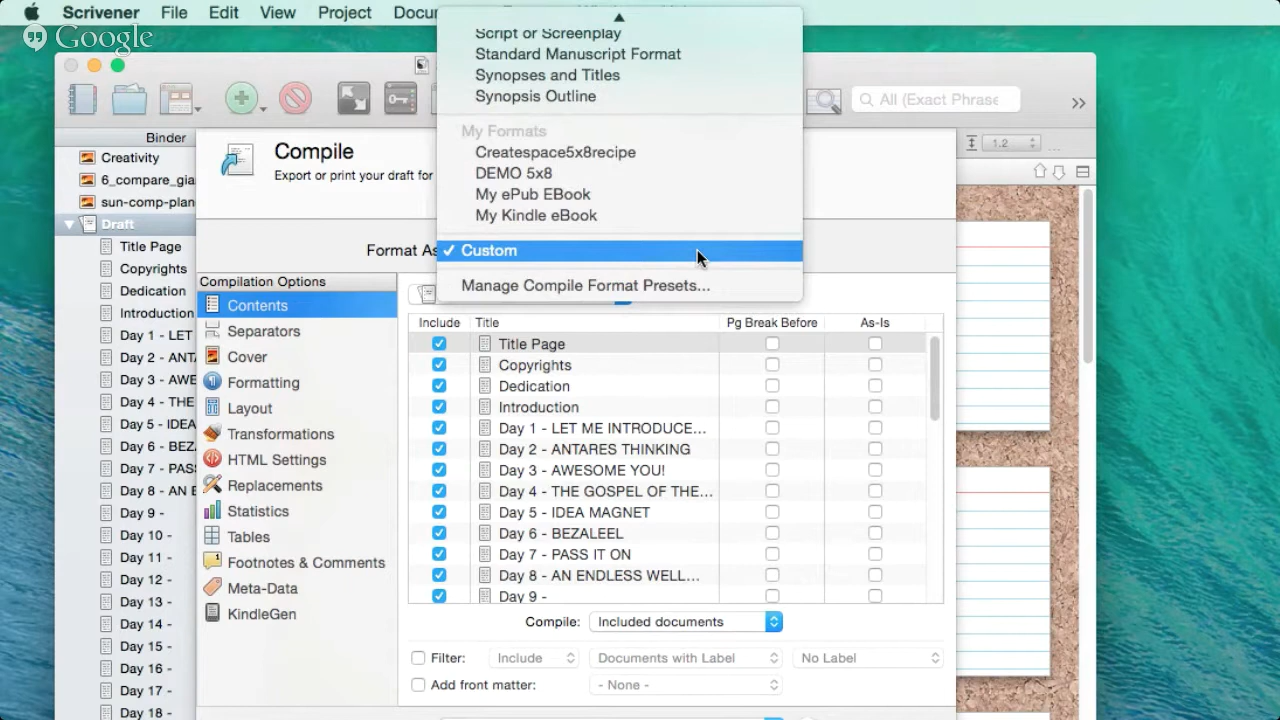 Scrivener File Edit View Project Docu
Google
Script or Screenplay
Standard Manuscript Format
Synopses and Titles
Synopsis Outline
My Formats
Createspace5x8recipe
DEMO 5x8
My ePub EBook
My Kindle eBook
✓ Custom
Manage Compile Format Presets...
All (Exact Phrase
1.2
...
Binder
Creativity
6_compare_gia
sun-comp-plan
Draft
Title Page
Copyrights
Dedication
Introduction
Day 1 - LET
Day 2 - ANTA
Day 3 - AWE
Day 4 - THE
Day 5 - IDEA
Day 6 - BEZ
Day 7 - PASS
Day 8 - AN E
Day 9 -
Day 10 -
Day 11 -
Day 12 -
Day 13 -
Day 14 -
Day 15 -
Day 16 -
Day 17 -
Day 18 -
Compile
Export or print your draft for
Format As
Compilation Options
Contents
Separators
Cover
Formatting
Layout
Transformations
HTML Settings
Replacements
Statistics
Tables
Footnotes & Comments
Meta-Data
KindleGen
Include Title Pg Break Before As-Is
Title Page
Copyrights
Dedication
Introduction
Day 1 - LET ME INTRODUCE...
Day 2 - ANTARES THINKING
Day 3 - AWESOME YOU!
Day 4 - THE GOSPEL OF THE...
Day 5 - IDEA MAGNET
Day 6 - BEZALEEL
Day 7 - PASS IT ON
Day 8 - AN ENDLESS WELL...
Day 9 -
Compile: Included documents
Filter: Include Documents with Label No Label
Add front matter: - None -